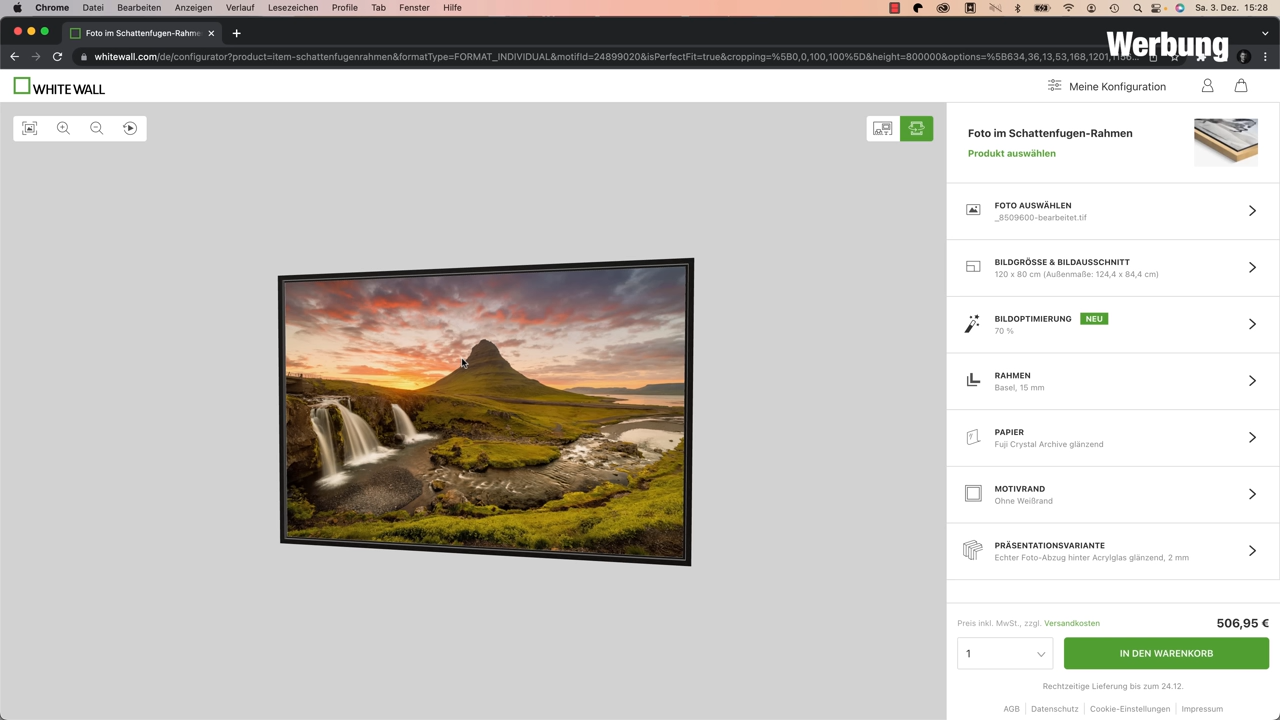 Chrome Datei Bearbeiten Anzeigen Verlauf Lesezeichen Profile Tab Fenster Hilfe Sa. 3. Dez. 15:28
Foto im Schattenfugen-Rahme
Werbung
whitewall.com/de/configurator?product=item-schattenfugenrahmen&formatType=FORMAT_INDIVIDUAL&motifId=24899020&isPerfectFit=true&cropping=%5B0,0,100,100%5D&height=800000&options=%5B634,36,13,53,168,1201,
WHITE WALL
Meine Konfiguration
Foto im Schattenfugen-Rahmen
Produkt auswählen
FOTO AUSWÄHLEN
_8509600-bearbeitet.tif
BILDGRÖSSE & BILDAUSSCHNITT
120 x 80 cm (Außenmaße: 124,4 x 84,4 cm)
BILDOPTIMIERUNG NEU
70 %
RAHMEN
Basel, 15 mm
PAPIER
Fuji Crystal Archive glänzend
MOTIVRAND
Ohne Weißrand
PRÄSENTATIONSVARIANTE
Echter Foto-Abzug hinter Acrylglas glänzend, 2 mm
Preis inkl. MwSt., zzgl. Versandkosten 506,95 €
1 IN DEN WARENKORB
Rechtzeitige Lieferung bis zum 24.12.
AGB Datenschutz Cookie-Einstellungen Impressum